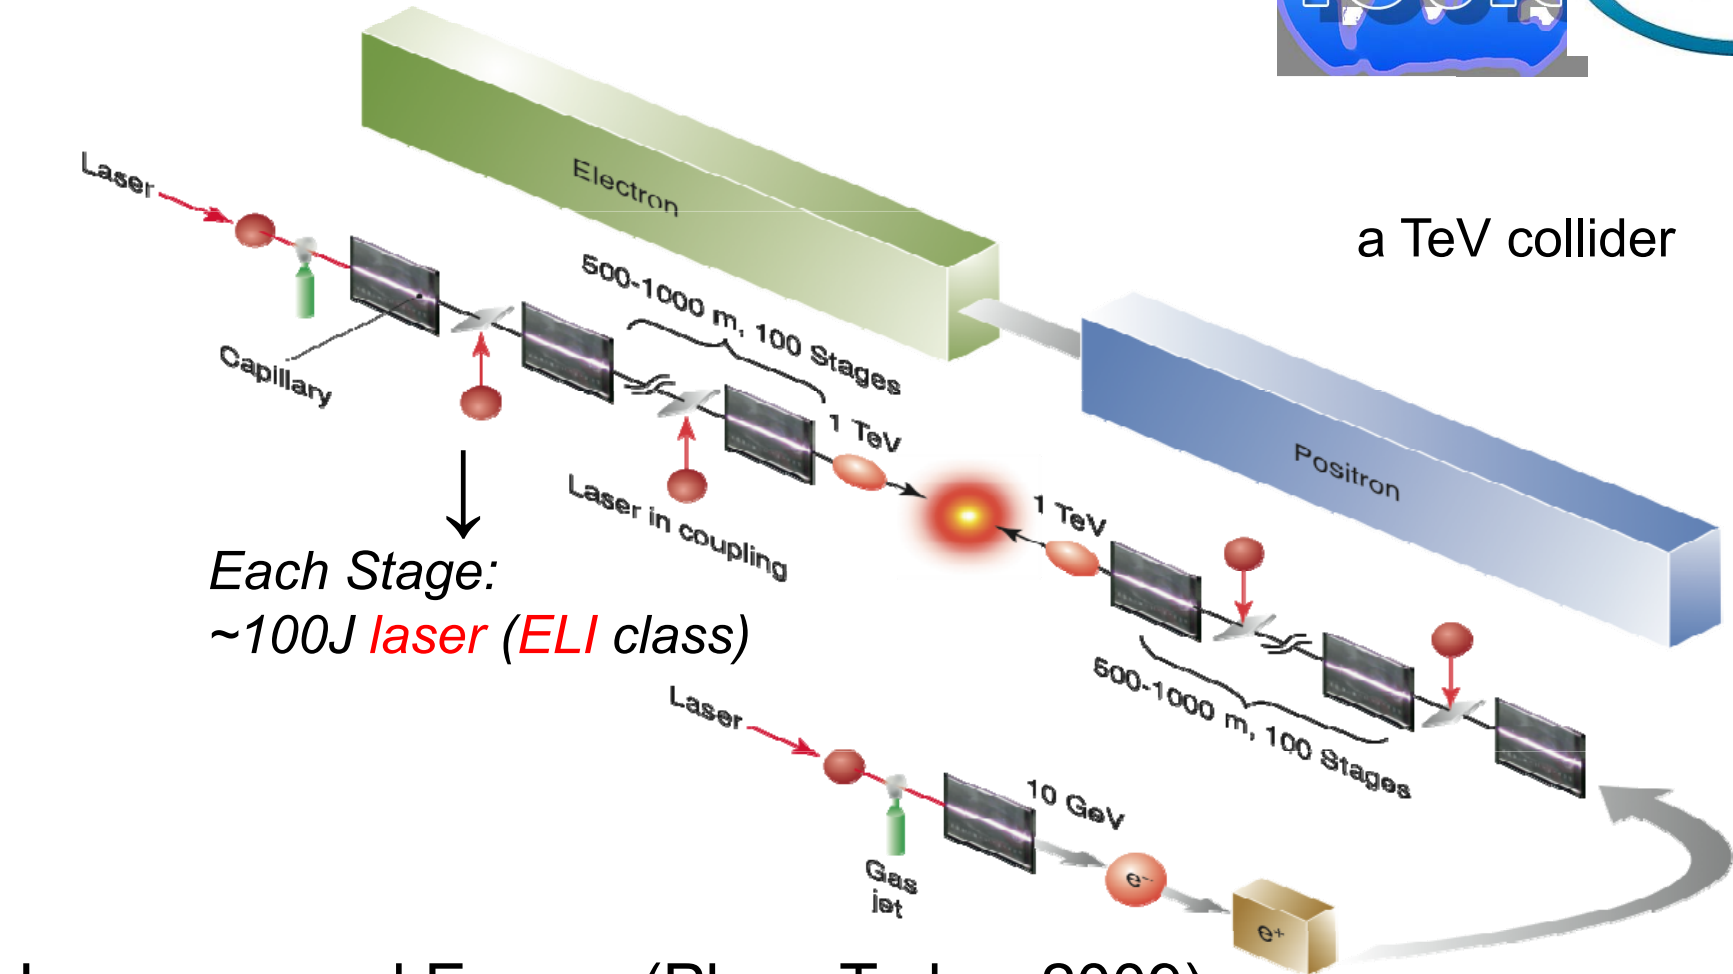 Laser
Electron
a TeV collider
500-1000 m, 100 Stages
Capillary
1 TeV
Laser in coupling
1 TeV
Positron
Each Stage:
~100J laser (ELI class)
500-1000 m, 100 Stages
Laser
10 GeV
Gas
jet
e−
e+